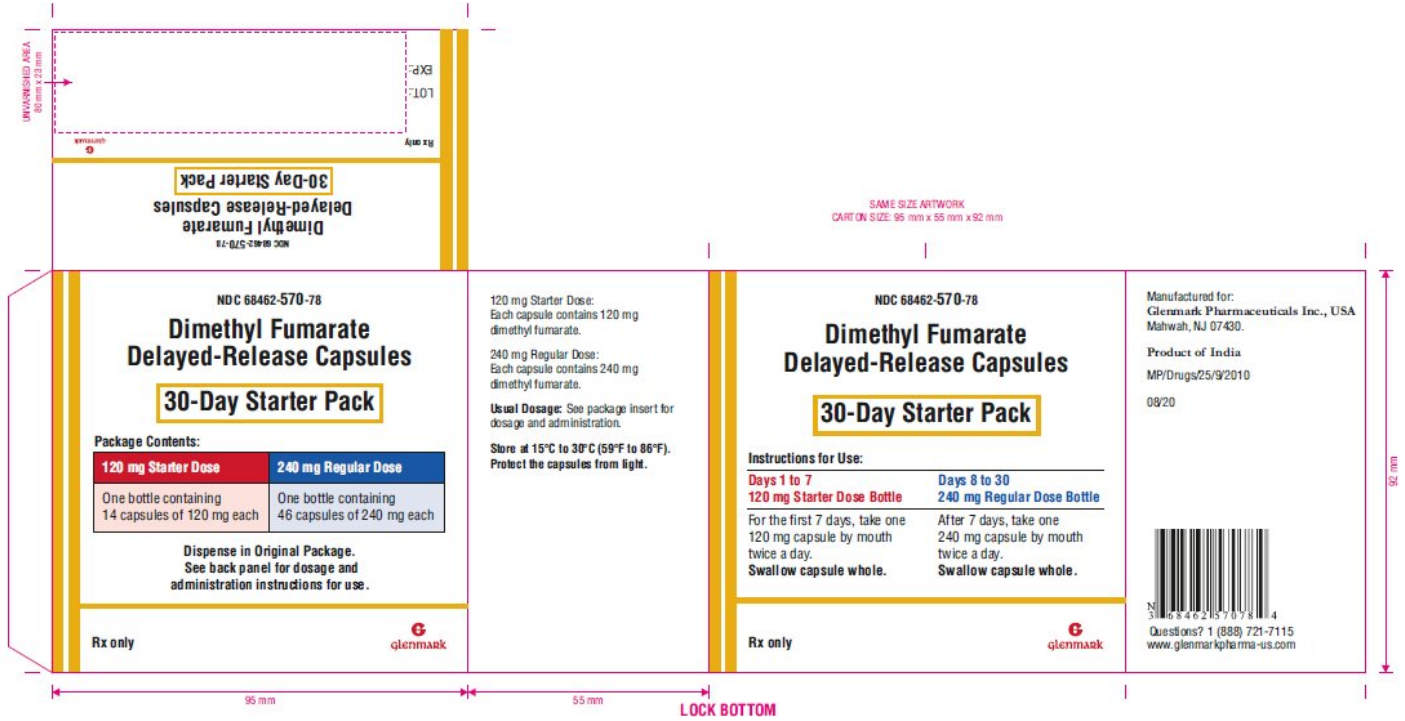 UNVARNISHED AREA
80 mm x 23 mm
LOT:
EXP:
Rx only
G
glenmark
30-Day Starter Pack
Delayed-Release Capsules
Dimethyl Fumarate
NDC 68462-570-78
SAME SIZE ARTWORK
CARTON SIZE: 95 mm x 55 mm x 92 mm
NDC 68462-570-78
Dimethyl Fumarate
Delayed-Release Capsules
30-Day Starter Pack
Package Contents:
120 mg Starter Dose
One bottle containing
14 capsules of 120 mg each
240 mg Regular Dose
One bottle containing
46 capsules of 240 mg each
Dispense in Original Package.
See back panel for dosage and
administration instructions for use.
Rx only
G
glenmark
120 mg Starter Dose:
Each capsule contains 120 mg
dimethyl fumarate.
240 mg Regular Dose:
Each capsule contains 240 mg
dimethyl fumarate.
Usual Dosage: See package insert for
dosage and administration.
Store at 15°C to 30°C (59°F to 86°F).
Protect the capsules from light.
NDC 68462-570-78
Dimethyl Fumarate
Delayed-Release Capsules
30-Day Starter Pack
Instructions for Use:
Days 1 to 7
120 mg Starter Dose Bottle
For the first 7 days, take one
120 mg capsule by mouth
twice a day.
Swallow capsule whole.
Days 8 to 30
240 mg Regular Dose Bottle
After 7 days, take one
240 mg capsule by mouth
twice a day.
Swallow capsule whole.
Rx only
G
glenmark
Manufactured for:
Glenmark Pharmaceuticals Inc., USA
Mahwah, NJ 07430.
Product of India
MP/Drugs/25/9/2010
08/20
N
3 68462 57078 4
Questions? 1 (888) 721-7115
www.glenmarkpharma-us.com
92 mm
95 mm
55 mm
LOCK BOTTOM